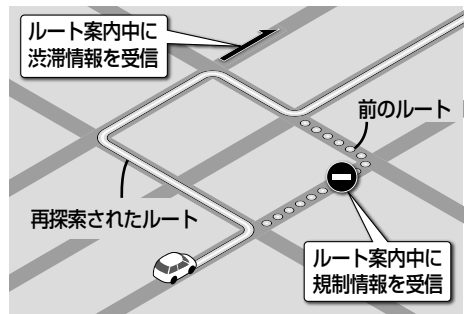 ルート案内中に
渋滞情報を受信
前のルート
再探索されたルート
ルート案内中に
規制情報を受信